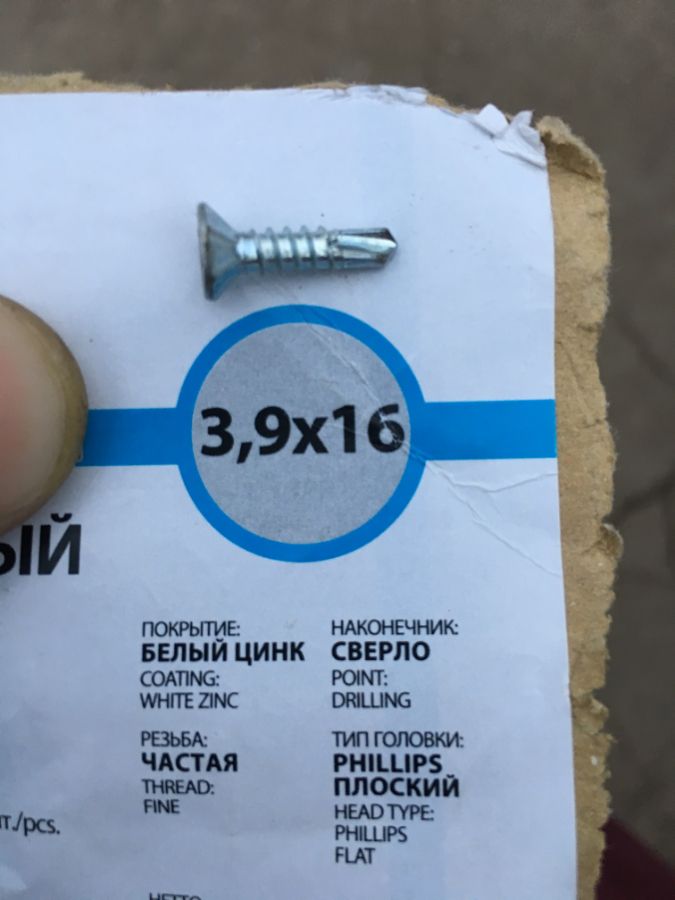 3,9x16
ЫЙ
ПОКРЫТИЕ:
БЕЛЫЙ ЦИНК
COATING:
WHITE ZINC
НАКОНЕЧНИК:
СВЕРЛО
POINT:
DRILLING
РЕЗЬБА:
ЧАСТАЯ
THREAD:
FINE
ТИП ГОЛОВКИ:
PHILLIPS
ПЛОСКИЙ
HEAD TYPE:
PHILLIPS
FLAT
т./pcs.
НЕТТО